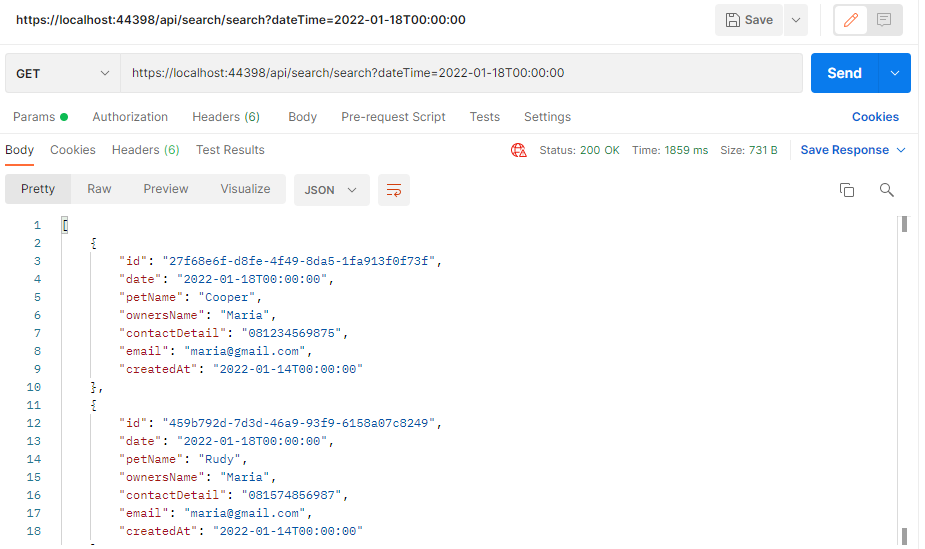 https://localhost:44398/api/search/search?dateTime=2022-01-18T00:00:00 Save
GET https://localhost:44398/api/search/search?dateTime=2022-01-18T00:00:00 Send
Params Authorization Headers (6) Body Pre-request Script Tests Settings Cookies
Body Cookies Headers (6) Test Results Status: 200 OK Time: 1859 ms Size: 731 B Save Response
Pretty Raw Preview Visualize JSON
1 [
2 {
3 "id": "27f68e6f-d8fe-4f49-8da5-1fa913f0f73f",
4 "date": "2022-01-18T00:00:00",
5 "petName": "Cooper",
6 "ownersName": "Maria",
7 "contactDetail": "081234569875",
8 "email": "maria@gmail.com",
9 "createdAt": "2022-01-14T00:00:00"
10 },
11 {
12 "id": "459b792d-7d3d-46a9-93f9-6158a07c8249",
13 "date": "2022-01-18T00:00:00",
14 "petName": "Rudy",
15 "ownersName": "Maria",
16 "contactDetail": "081574856987",
17 "email": "maria@gmail.com",
18 "createdAt": "2022-01-14T00:00:00"